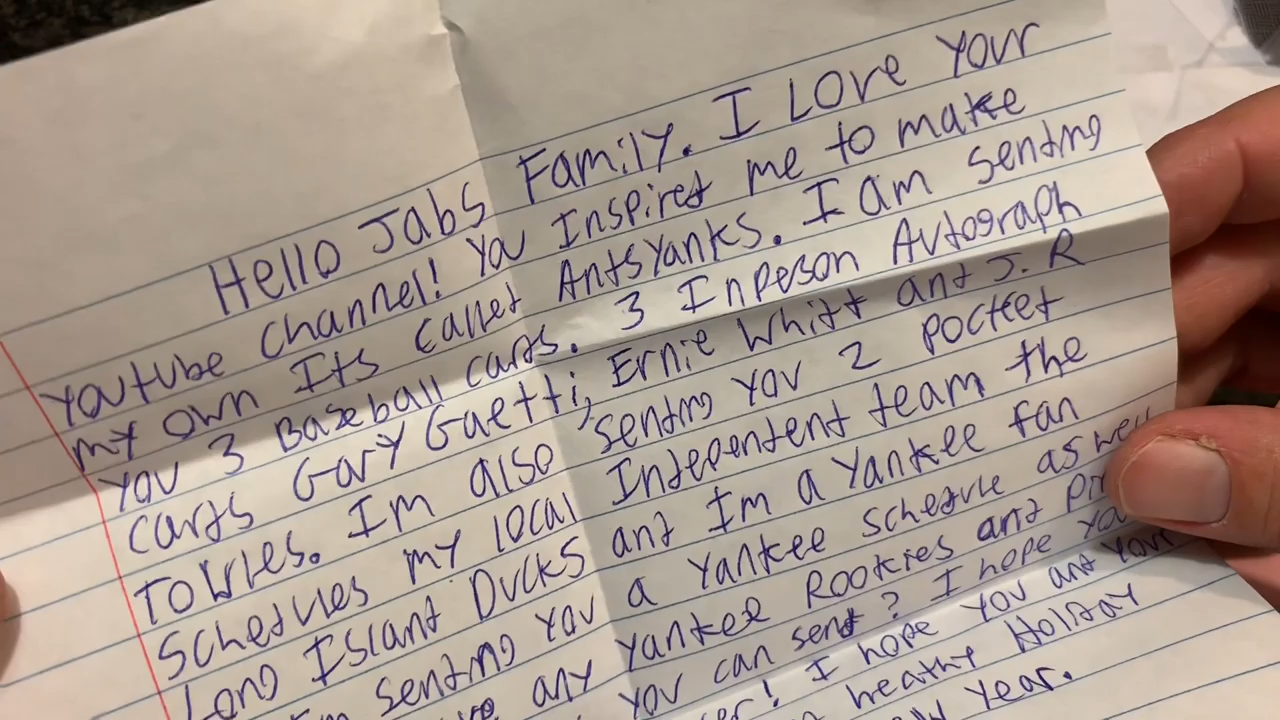 Hello Jabs Family. I Love Your
Youtube Channel! Ya Inspired me to make
my own Its called AntsYanks. I am sending
You 3 Baseball cards. 3 Inperson Autograph
cards Gary Gaetti, Ernie Whitt and J.R
Towles. Im also sending you 2 pocket
Schedules my local Independent team the
Long Island Ducks and Im a Yankee fan
sending you a Yankee schedule as well
any Yankee Rookies and
you can send? I hope
I hope you and your
heathy Holiday
Year.